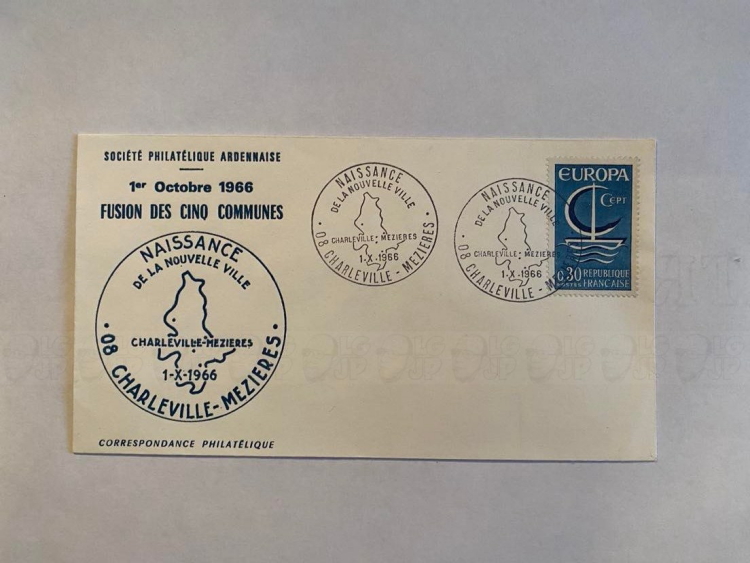 SOCIÉTÉ PHILATÉLIQUE ARDENNAISE
1er Octobre 1966
FUSION DES CINQ COMMUNES
NAISSANCE
DE LA NOUVELLE VILLE
CHARLEVILLE-MEZIERES
1-X-1966
• 08 CHARLEVILLE-MEZIERES •
CORRESPONDANCE PHILATÉLIQUE
NAISSANCE
DE LA NOUVELLE VILLE
CHARLEVILLE-MEZIERES
1-X-1966
• 08 CHARLEVILLE - MEZIERES •
NAISSANCE
DE LA NOUVELLE VILLE
CHARLEVILLE-MEZIERES
1-X-1966
• 08 CHARLEVILLE - M
EUROPA
CEPT
0,30 RÉPUBLIQUE
POSTES FRANÇAISE